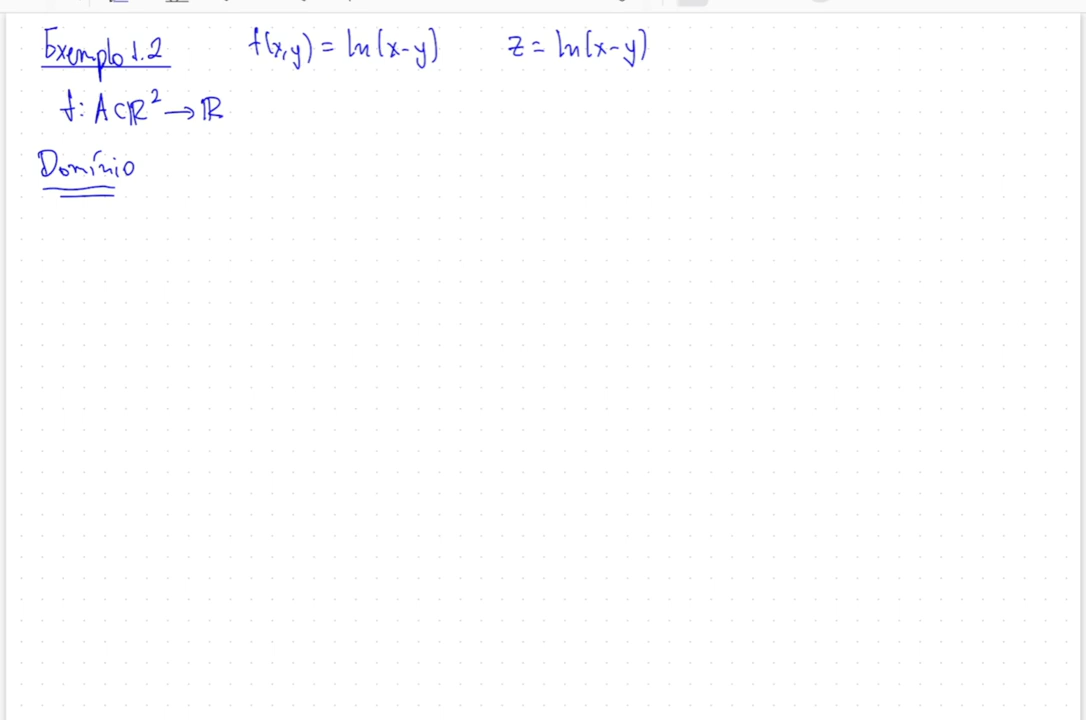 Exemplo 1.2 f(x,y) = ln(x-y) z = ln(x-y)
f: A⊂ℝ² → ℝ
Domínio